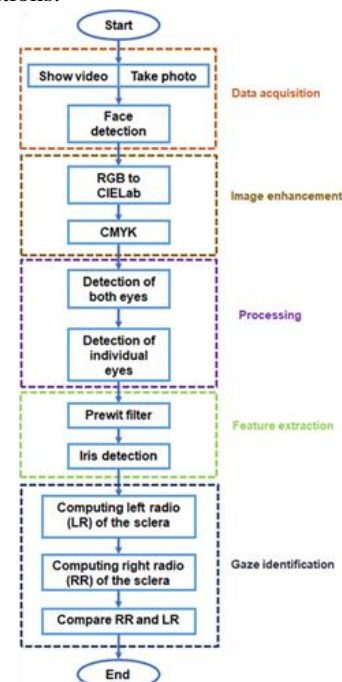 Start
Show video
Take photo
Data acquisition
Face
detection
RGB to
CIELab
Image enhancement
CMYK
Detection of
both eyes
Processing
Detection of
individual
eyes
Prewit filter
Feature extraction
Iris detection
Computing left radio
(LR) of the sclera
Computing right radio
(RR) of the sclera
Gaze identification
Compare RR and LR
End